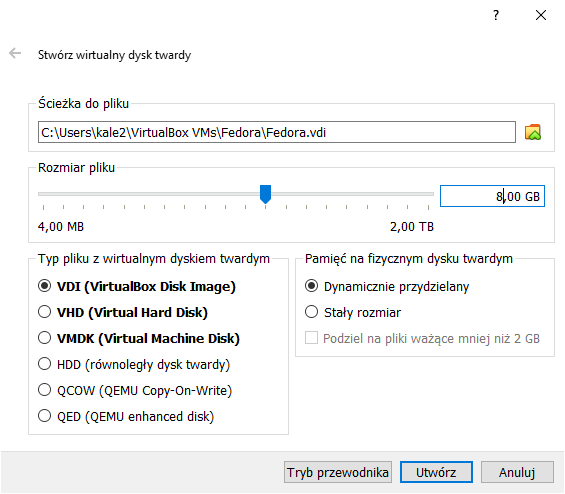 ?
Stwórz wirtualny dysk twardy
Ścieżka do pliku
C:\Users\kale2\VirtualBox VMs\Fedora\Fedora.vdi
Rozmiar pliku
8,00 GB
4,00 MB 2,00 TB
Typ pliku z wirtualnym dyskiem twardym
VDI (VirtualBox Disk Image)
VHD (Virtual Hard Disk)
VMDK (Virtual Machine Disk)
HDD (równoległy dysk twardy)
QCOW (QEMU Copy-On-Write)
QED (QEMU enhanced disk)
Pamięć na fizycznym dysku twardym
Dynamicznie przydzielany
Stały rozmiar
Podziel na pliki ważące mniej niż 2 GB
Tryb przewodnika Utwórz Anuluj